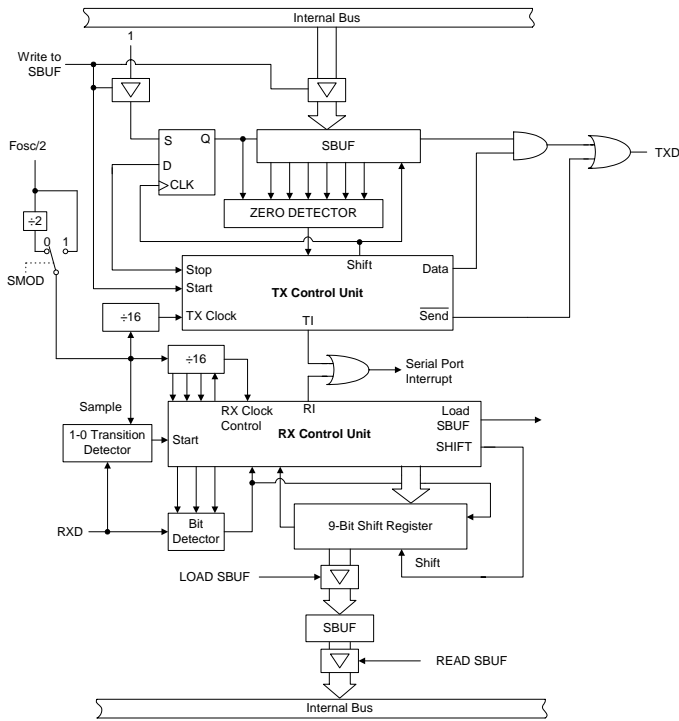 Internal Bus
1
Write to
SBUF
S
Q
D
CLK
SBUF
TXD
Fosc/2
÷2
0 1
SMOD
ZERO DETECTOR
Shift
Stop
Start
TX Control Unit
Data
÷16
TX Clock
TI
Send
÷16
Serial Port
Interrupt
Sample
1-0 Transition
Detector
Start
RX Clock
Control
RI
RX Control Unit
Load
SBUF
SHIFT
RXD
Bit
Detector
9-Bit Shift Register
Shift
LOAD SBUF
SBUF
READ SBUF
Internal Bus